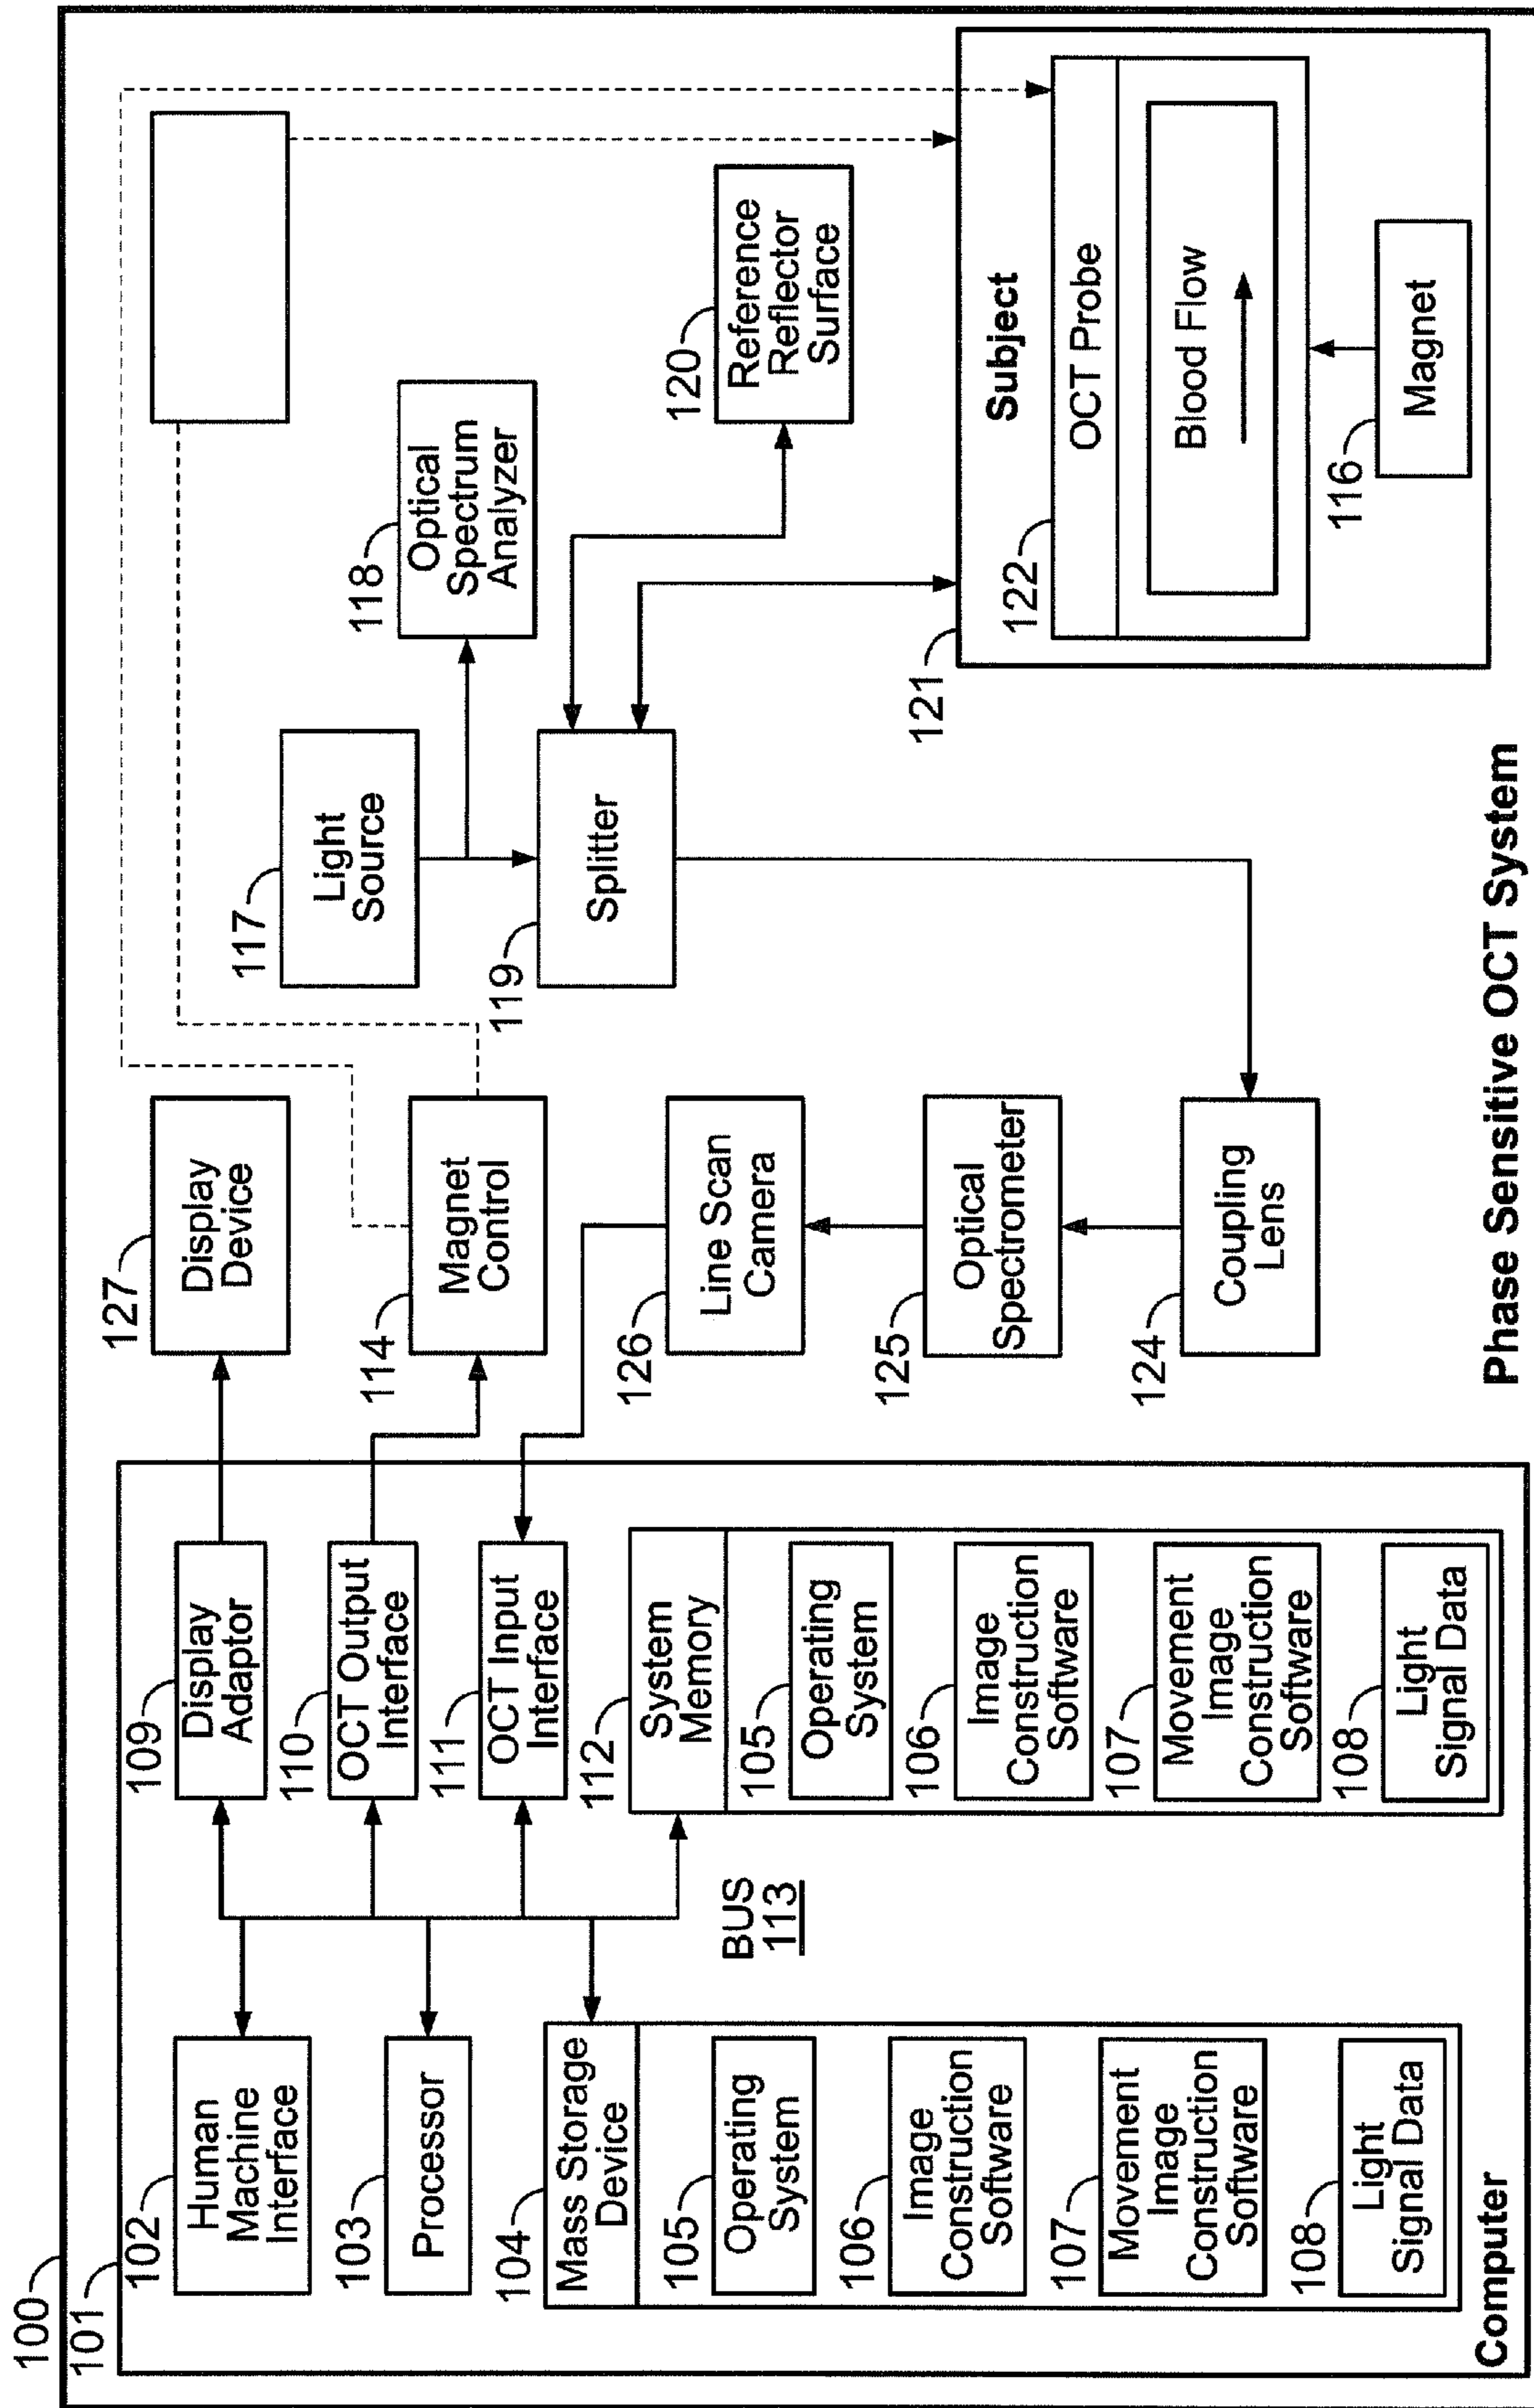 100
101
102
Human
Machine
Interface
103
Processor
104
Mass Storage
Device
105
Operating
System
106
Image
Construction
Software
107
Movement
Image
Construction
Software
108
Light
Signal Data
Computer
BUS
113
109
Display
Adaptor
110
OCT Output
Interface
111
OCT Input
Interface
112
System
Memory
105
Operating
System
106
Image
Construction
Software
107
Movement
Image
Construction
Software
108
Light
Signal Data
127
Display
Device
114
Magnet
Control
126
Line Scan
Camera
125
Optical
Spectrometer
124
Coupling
Lens
117
Light
Source
119
Splitter
118
Optical
Spectrum
Analyzer
120
Reference
Reflector
Surface
121
Subject
122
OCT Probe
Blood Flow
116
Magnet
Phase Sensitive OCT System